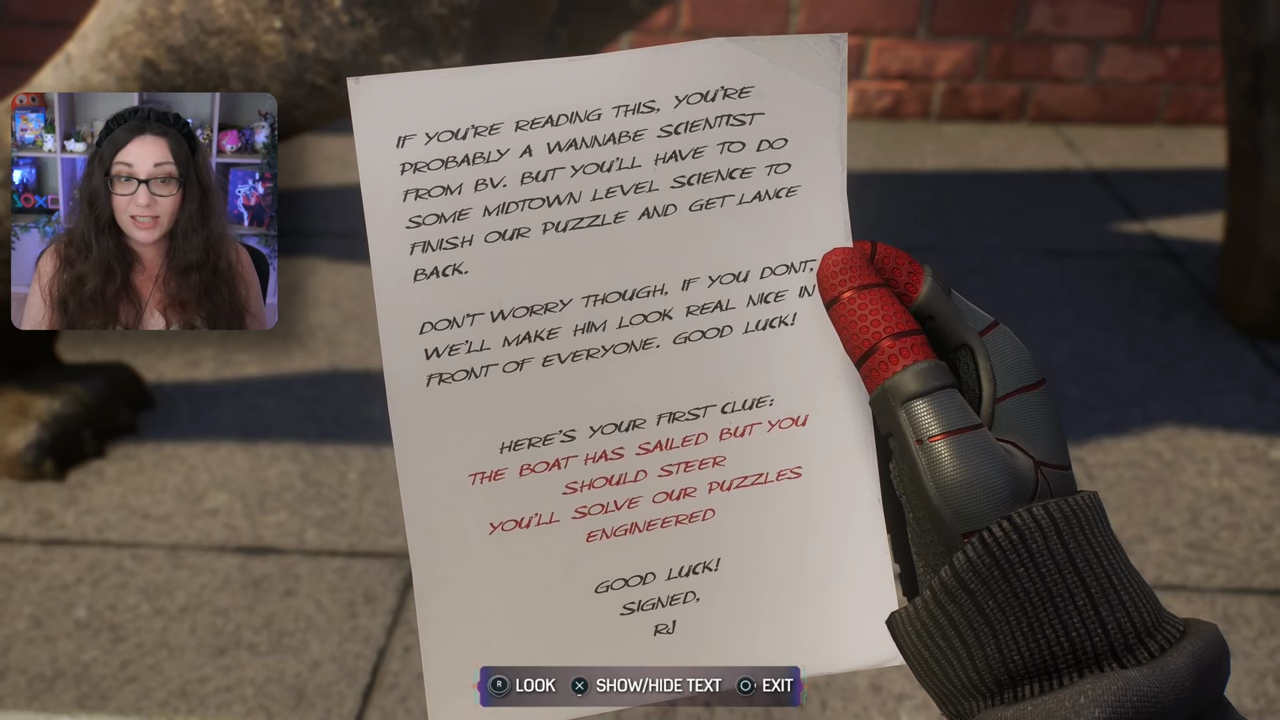 IF YOU'RE READING THIS, YOU'RE
PROBABLY A WANNABE SCIENTIST
FROM BV. BUT YOU'LL HAVE TO DO
SOME MIDTOWN LEVEL SCIENCE TO
FINISH OUR PUZZLE AND GET LANCE
BACK.
DON'T WORRY THOUGH, IF YOU DONT,
WE'LL MAKE HIM LOOK REAL NICE IN
FRONT OF EVERYONE. GOOD LUCK!
HERE'S YOUR FIRST CLUE:
THE BOAT HAS SAILED BUT YOU
SHOULD STEER
YOU'LL SOLVE OUR PUZZLES
ENGINEERED
GOOD LUCK!
SIGNED,
RJ
R LOOK X SHOW/HIDE TEXT O EXIT